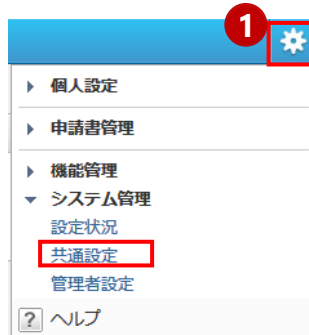 1
個人設定
申請書管理
機能管理
システム管理
設定状況
共通設定
管理者設定
? ヘルプ